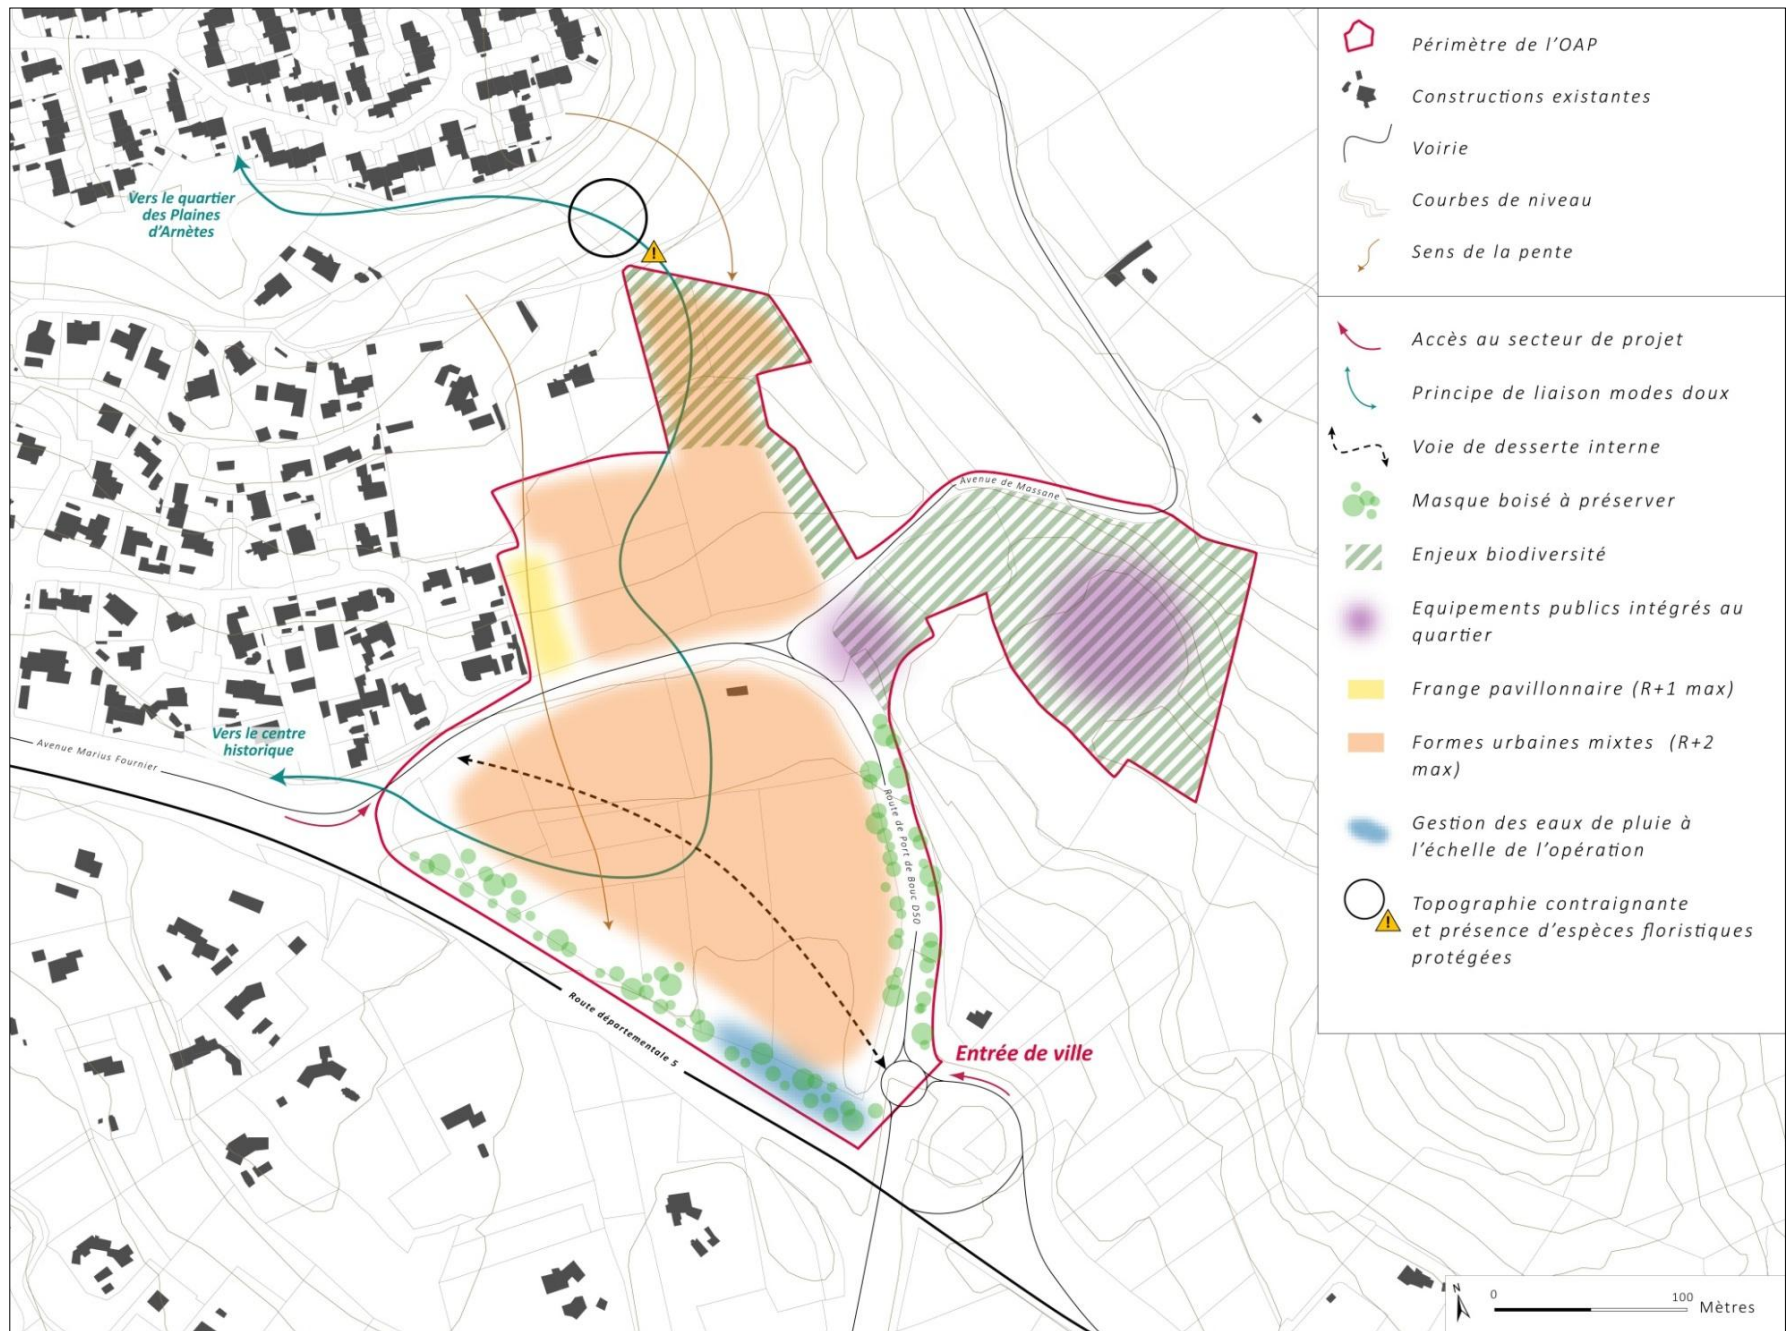 Vers le quartier
des Plaines
d'Arnètes
Avenue de Massane
Vers le centre
historique
Avenue Marius Fournier
Route de Port de Bouc D50
Route départementale 5
Entrée de ville
Périmètre de l'OAP
Constructions existantes
Voirie
Courbes de niveau
Sens de la pente
Accès au secteur de projet
Principe de liaison modes doux
Voie de desserte interne
Masque boisé à préserver
Enjeux biodiversité
Equipements publics intégrés au
quartier
Frange pavillonnaire (R+1 max)
Formes urbaines mixtes (R+2
max)
Gestion des eaux de pluie à
l'échelle de l'opération
Topographie contraignante
et présence d'espèces floristiques
protégées
N
0 100
Mètres